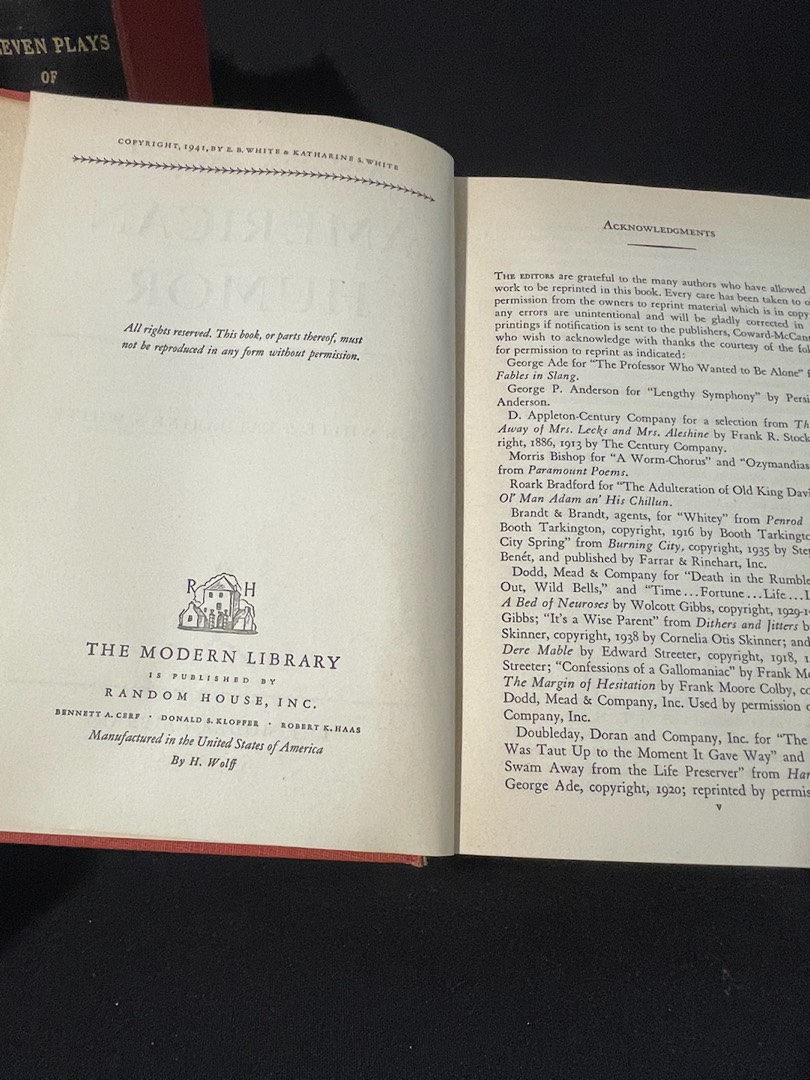 EVEN PLAYS
OF
COPYRIGHT, 1941, BY E. B. WHITE & KATHARINE S. WHITE
All rights reserved. This book, or parts thereof, must
not be reproduced in any form without permission.
R H
THE MODERN LIBRARY
IS PUBLISHED BY
RANDOM HOUSE, INC.
BENNETT A. CERF · DONALD S. KLOPFER · ROBERT K. HAAS
Manufactured in the United States of America
By H. Wolff
ACKNOWLEDGMENTS
THE EDITORS are grateful to the many authors who have allowed
work to be reprinted in this book. Every care has been taken to o
permission from the owners to reprint material which is in copy
any errors are unintentional and will be gladly corrected in
printings if notification is sent to the publishers, Coward-McCann
who wish to acknowledge with thanks the courtesy of the fol
for permission to reprint as indicated:
George Ade for "The Professor Who Wanted to Be Alone" f
Fables in Slang.
George P. Anderson for "Lengthy Symphony" by Persi
Anderson.
D. Appleton-Century Company for a selection from Th
Away of Mrs. Lecks and Mrs. Aleshine by Frank R. Stock
right, 1886, 1913 by The Century Company.
Morris Bishop for "A Worm-Chorus" and "Ozymandias
from Paramount Poems.
Roark Bradford for "The Adulteration of Old King Davi
Ol' Man Adam an' His Chillun.
Brandt & Brandt, agents, for "Whitey" from Penrod
Booth Tarkington, copyright, 1916 by Booth Tarkingto
City Spring" from Burning City, copyright, 1935 by Ste
Benét, and published by Farrar & Rinehart, Inc.
Dodd, Mead & Company for "Death in the Rumble
Out, Wild Bells," and "Time...Fortune...Life...L
A Bed of Neuroses by Wolcott Gibbs, copyright, 1929-1
Gibbs; "It's a Wise Parent" from Dithers and Jitters b
Skinner, copyright, 1938 by Cornelia Otis Skinner; and
Dere Mable by Edward Streeter, copyright, 1918, 1
Streeter; "Confessions of a Gallomaniac" by Frank Mo
The Margin of Hesitation by Frank Moore Colby, co
Dodd, Mead & Company, Inc. Used by permission o
Company, Inc.
Doubleday, Doran and Company, Inc. for "The
Was Taut Up to the Moment It Gave Way" and
Swam Away from the Life Preserver" from Han
George Ade, copyright, 1920; reprinted by permis
v